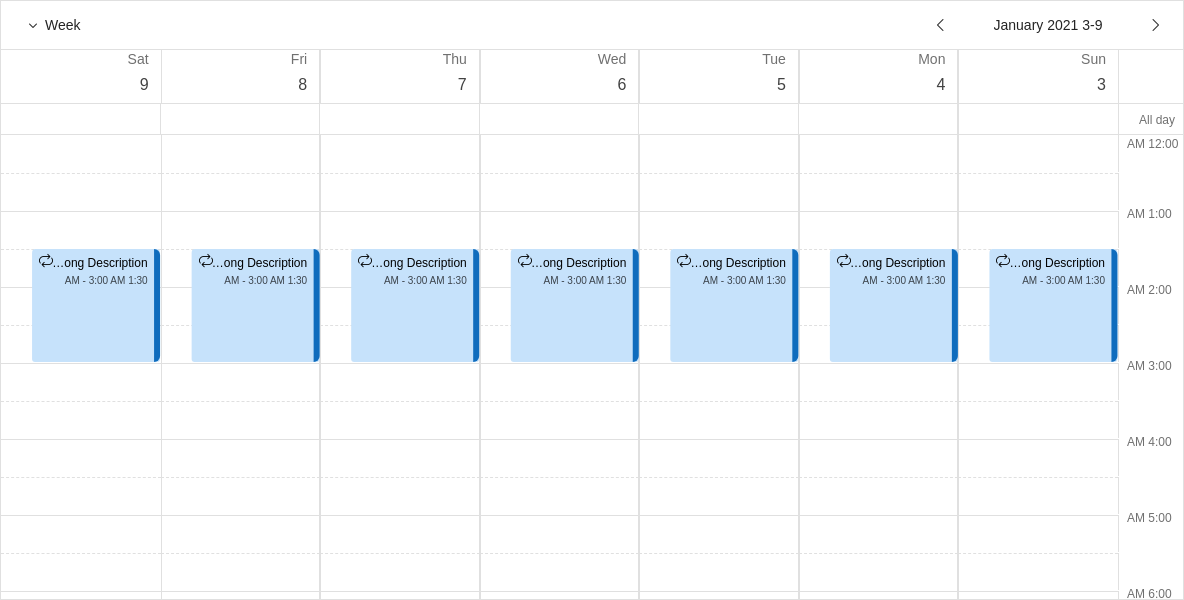 Week
January 2021 3-9
Sat
Fri
Thu
Wed
Tue
Mon
Sun
9
8
7
6
5
4
3
All day
AM 12:00
AM 1:00
…ong Description
AM - 3:00 AM 1:30
…ong Description
AM - 3:00 AM 1:30
…ong Description
AM - 3:00 AM 1:30
…ong Description
AM - 3:00 AM 1:30
…ong Description
AM - 3:00 AM 1:30
…ong Description
AM - 3:00 AM 1:30
…ong Description
AM - 3:00 AM 1:30
AM 2:00
AM 3:00
AM 4:00
AM 5:00
AM 6:00